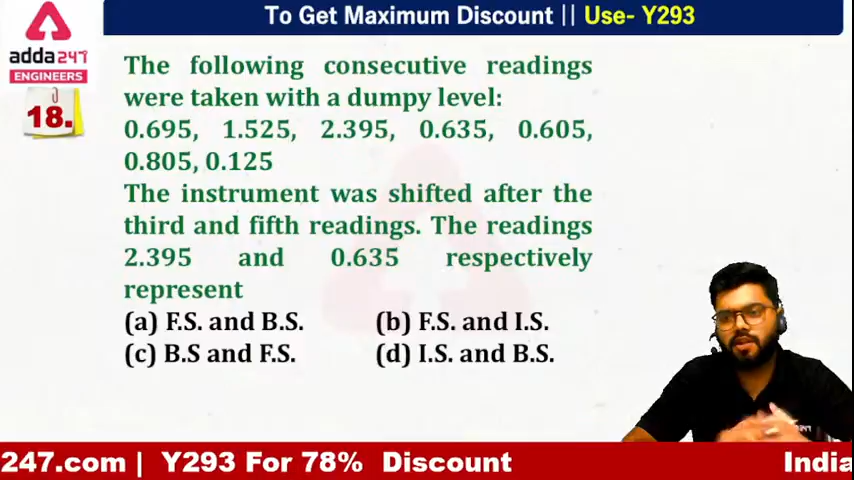 To Get Maximum Discount || Use- Y293
adda247
ENGINEERS
18.
The following consecutive readings
were taken with a dumpy level:
0.695, 1.525, 2.395, 0.635, 0.605,
0.805, 0.125
The instrument was shifted after the
third and fifth readings. The readings
2.395 and 0.635 respectively
represent
(a) F.S. and B.S. (b) F.S. and I.S.
(c) B.S and F.S. (d) I.S. and B.S.
247.com | Y293 For 78% Discount India